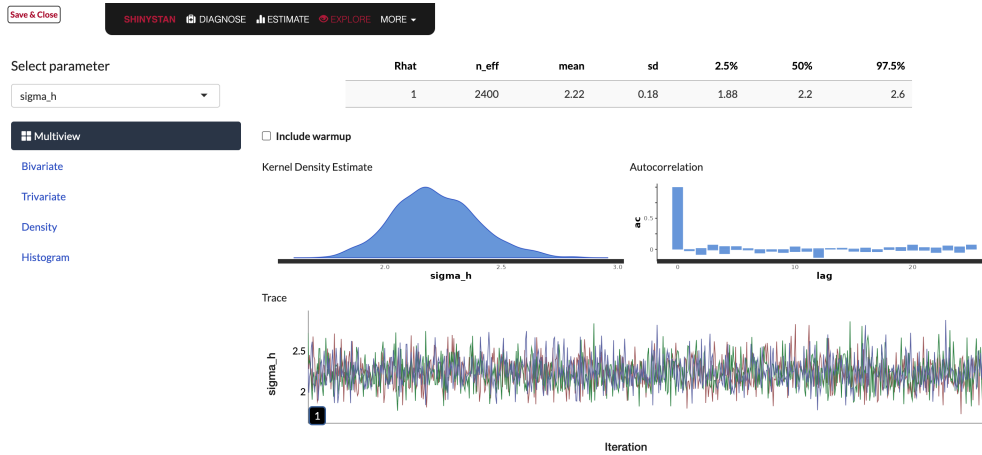 Save & Close
SHINYSTAN DIAGNOSE ESTIMATE EXPLORE MORE
Select parameter
sigma_h
Rhat n_eff mean sd 2.5% 50% 97.5%
1 2400 2.22 0.18 1.88 2.2 2.6
Multiview
Bivariate
Trivariate
Density
Histogram
Include warmup
Kernel Density Estimate
2.0 2.5 3.0
sigma_h
Autocorrelation
ac
0.5
0
0 10 20
lag
Trace
sigma_h
2.5
2
1
Iteration